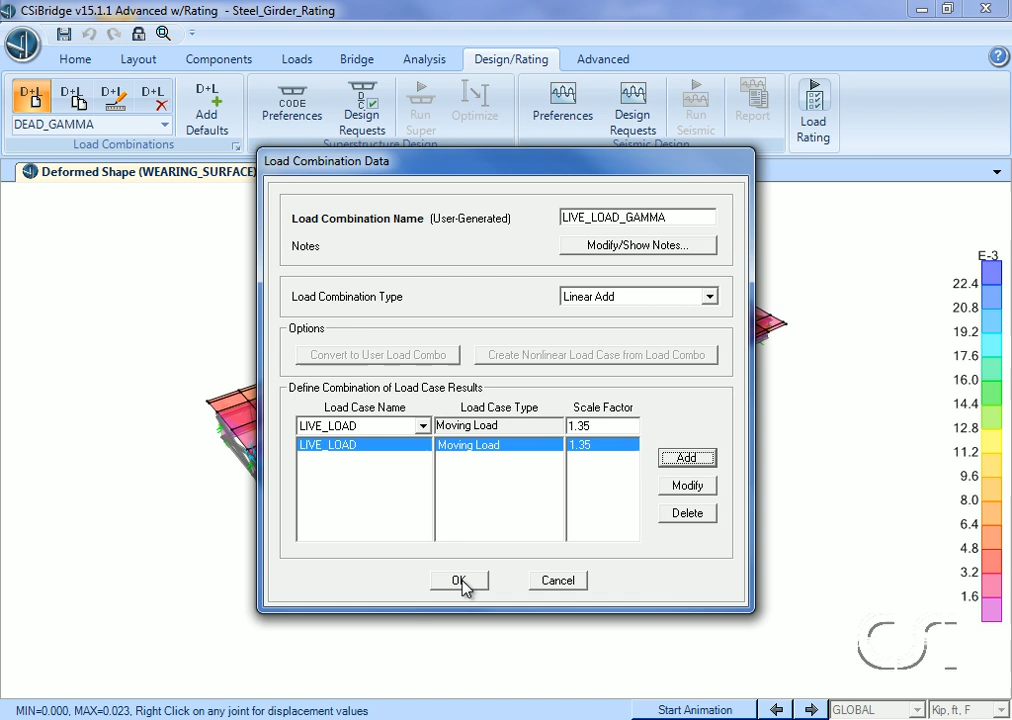 CSiBridge v15.1.1 Advanced w/Rating - Steel_Girder_Rating
Home Layout Components Loads Bridge Analysis Design/Rating Advanced
D+L D+L D+L D+L
DEAD_GAMMA
Load Combinations
D+L
Add
Defaults
CODE
Preferences
D
C
Design
Requests
Run
Super
Optimize
Superstructure Design
Preferences
Design
Requests
Run
Seismic
Report
Seismic Design
Load
Rating
Deformed Shape (WEARING_SURFACE)
Load Combination Data
Load Combination Name (User-Generated) LIVE_LOAD_GAMMA
Notes Modify/Show Notes...
Load Combination Type Linear Add
Options
Convert to User Load Combo Create Nonlinear Load Case from Load Combo
Define Combination of Load Case Results
Load Case Name Load Case Type Scale Factor
LIVE_LOAD Moving Load 1.35
LIVE_LOAD Moving Load 1.35
Add
Modify
Delete
OK Cancel
E-3
22.4
20.8
19.2
17.6
16.0
14.4
12.8
11.2
9.6
8.0
6.4
4.8
3.2
1.6
CSI
MIN=0.000, MAX=0.023, Right Click on any joint for displacement values Start Animation GLOBAL Kip, ft, F